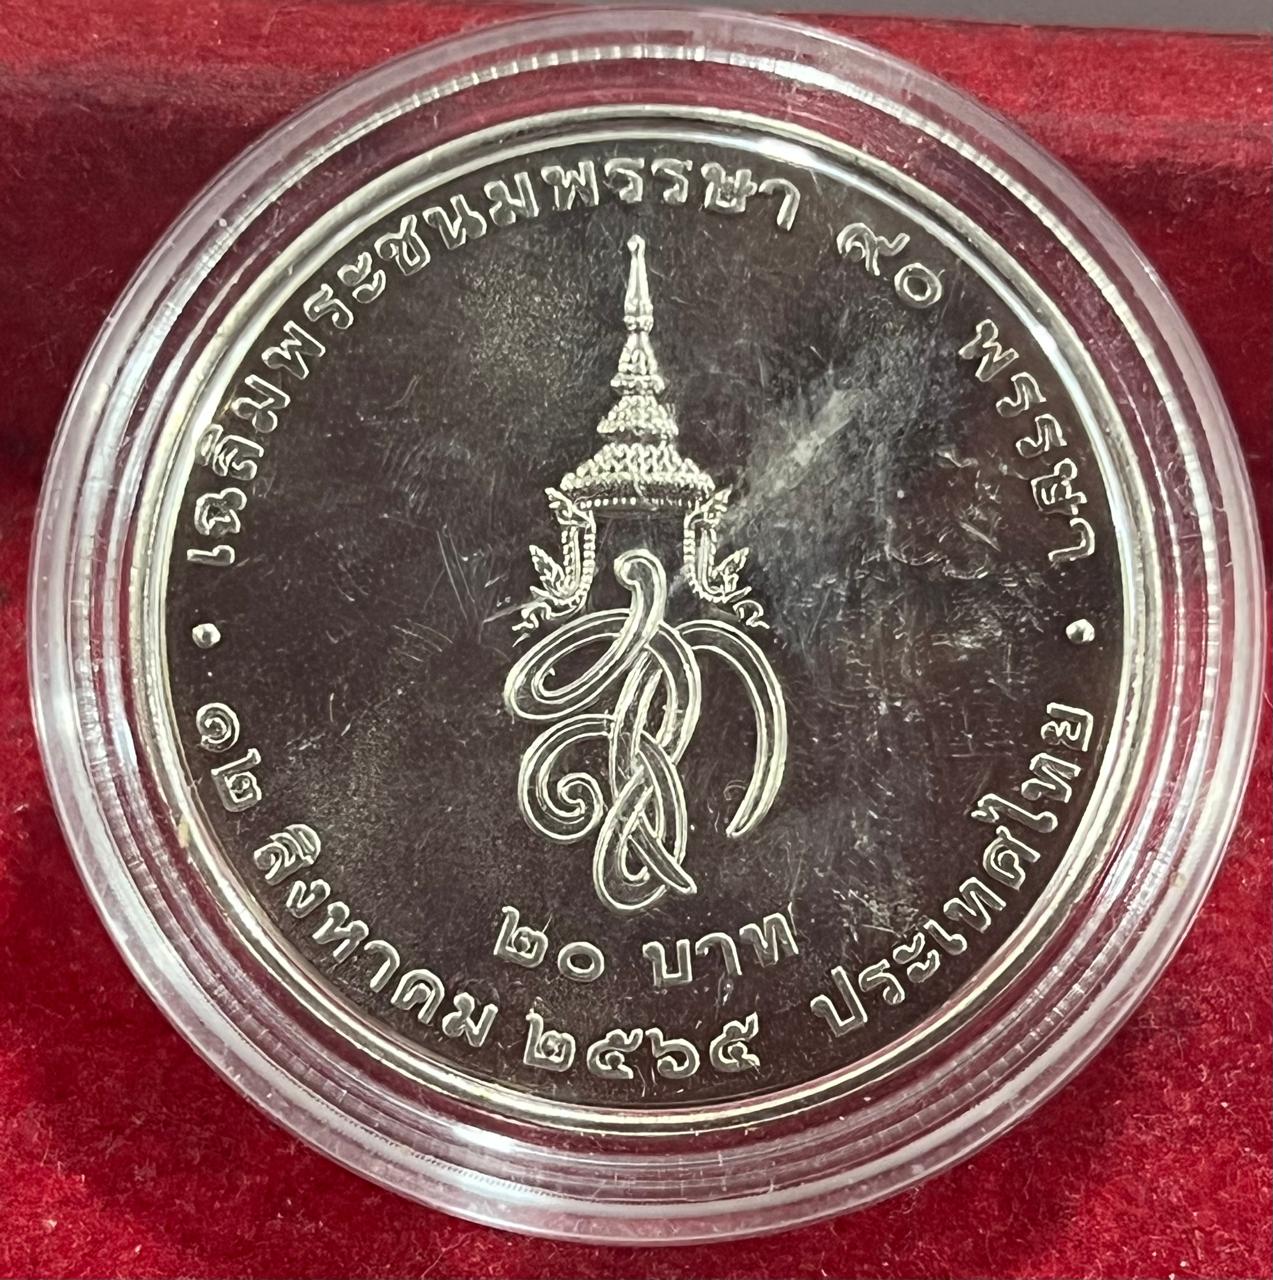 เฉลิมพระชนมพรรษา ๙๐ พรรษา
๒๐ บาท
๑๒ สิงหาคม ๒๕๖๕ ประเทศไทย